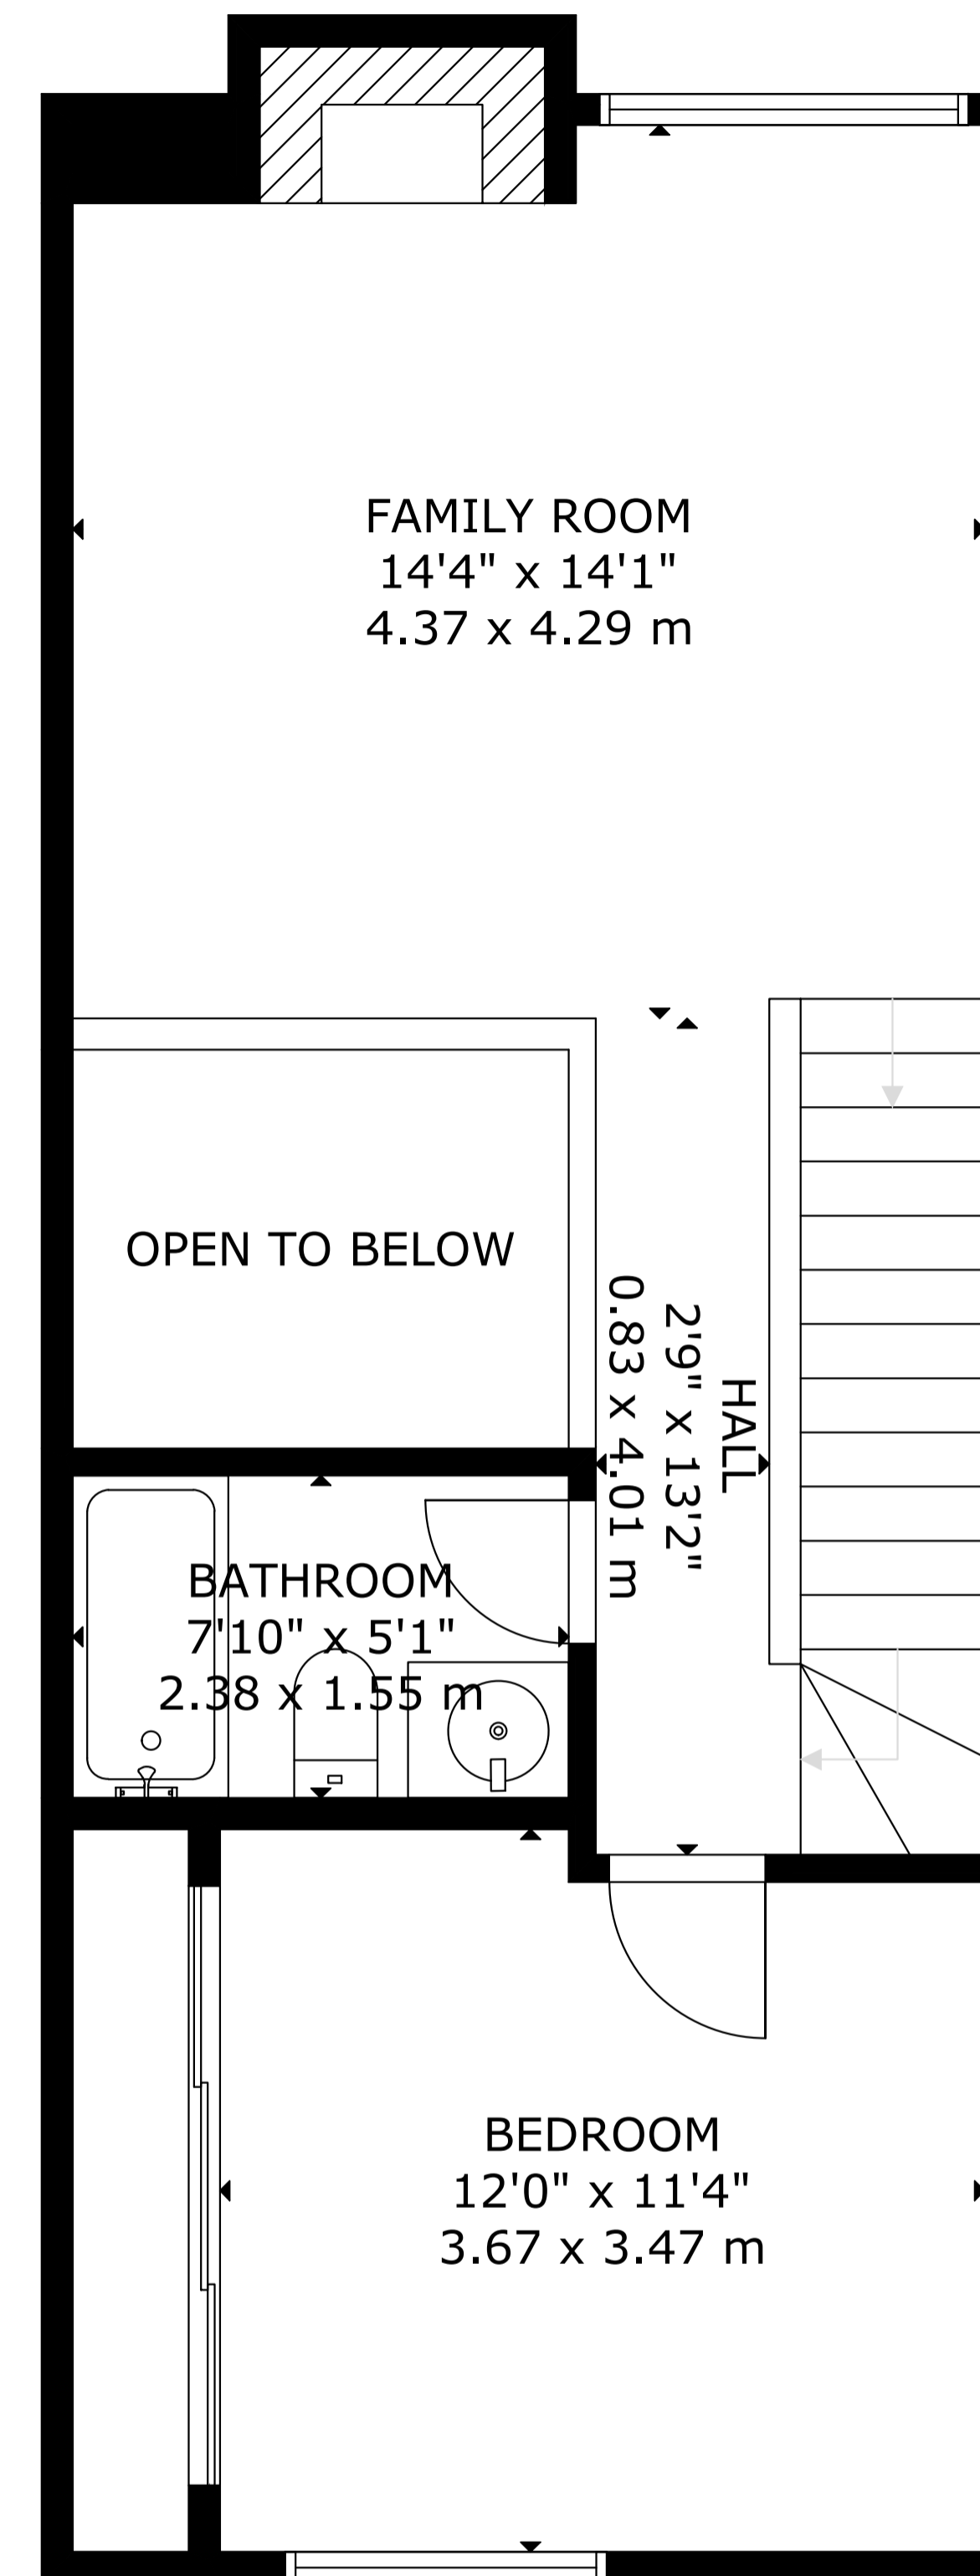 FAMILY ROOM
14'4" x 14'1"
4.37 x 4.29 m
OPEN TO BELOW
HALL
2'9" x 13'2"
0.83 x 4.01 m
BATHROOM
7'10" x 5'1"
2.38 x 1.55 m
BEDROOM
12'0" x 11'4"
3.67 x 3.47 m